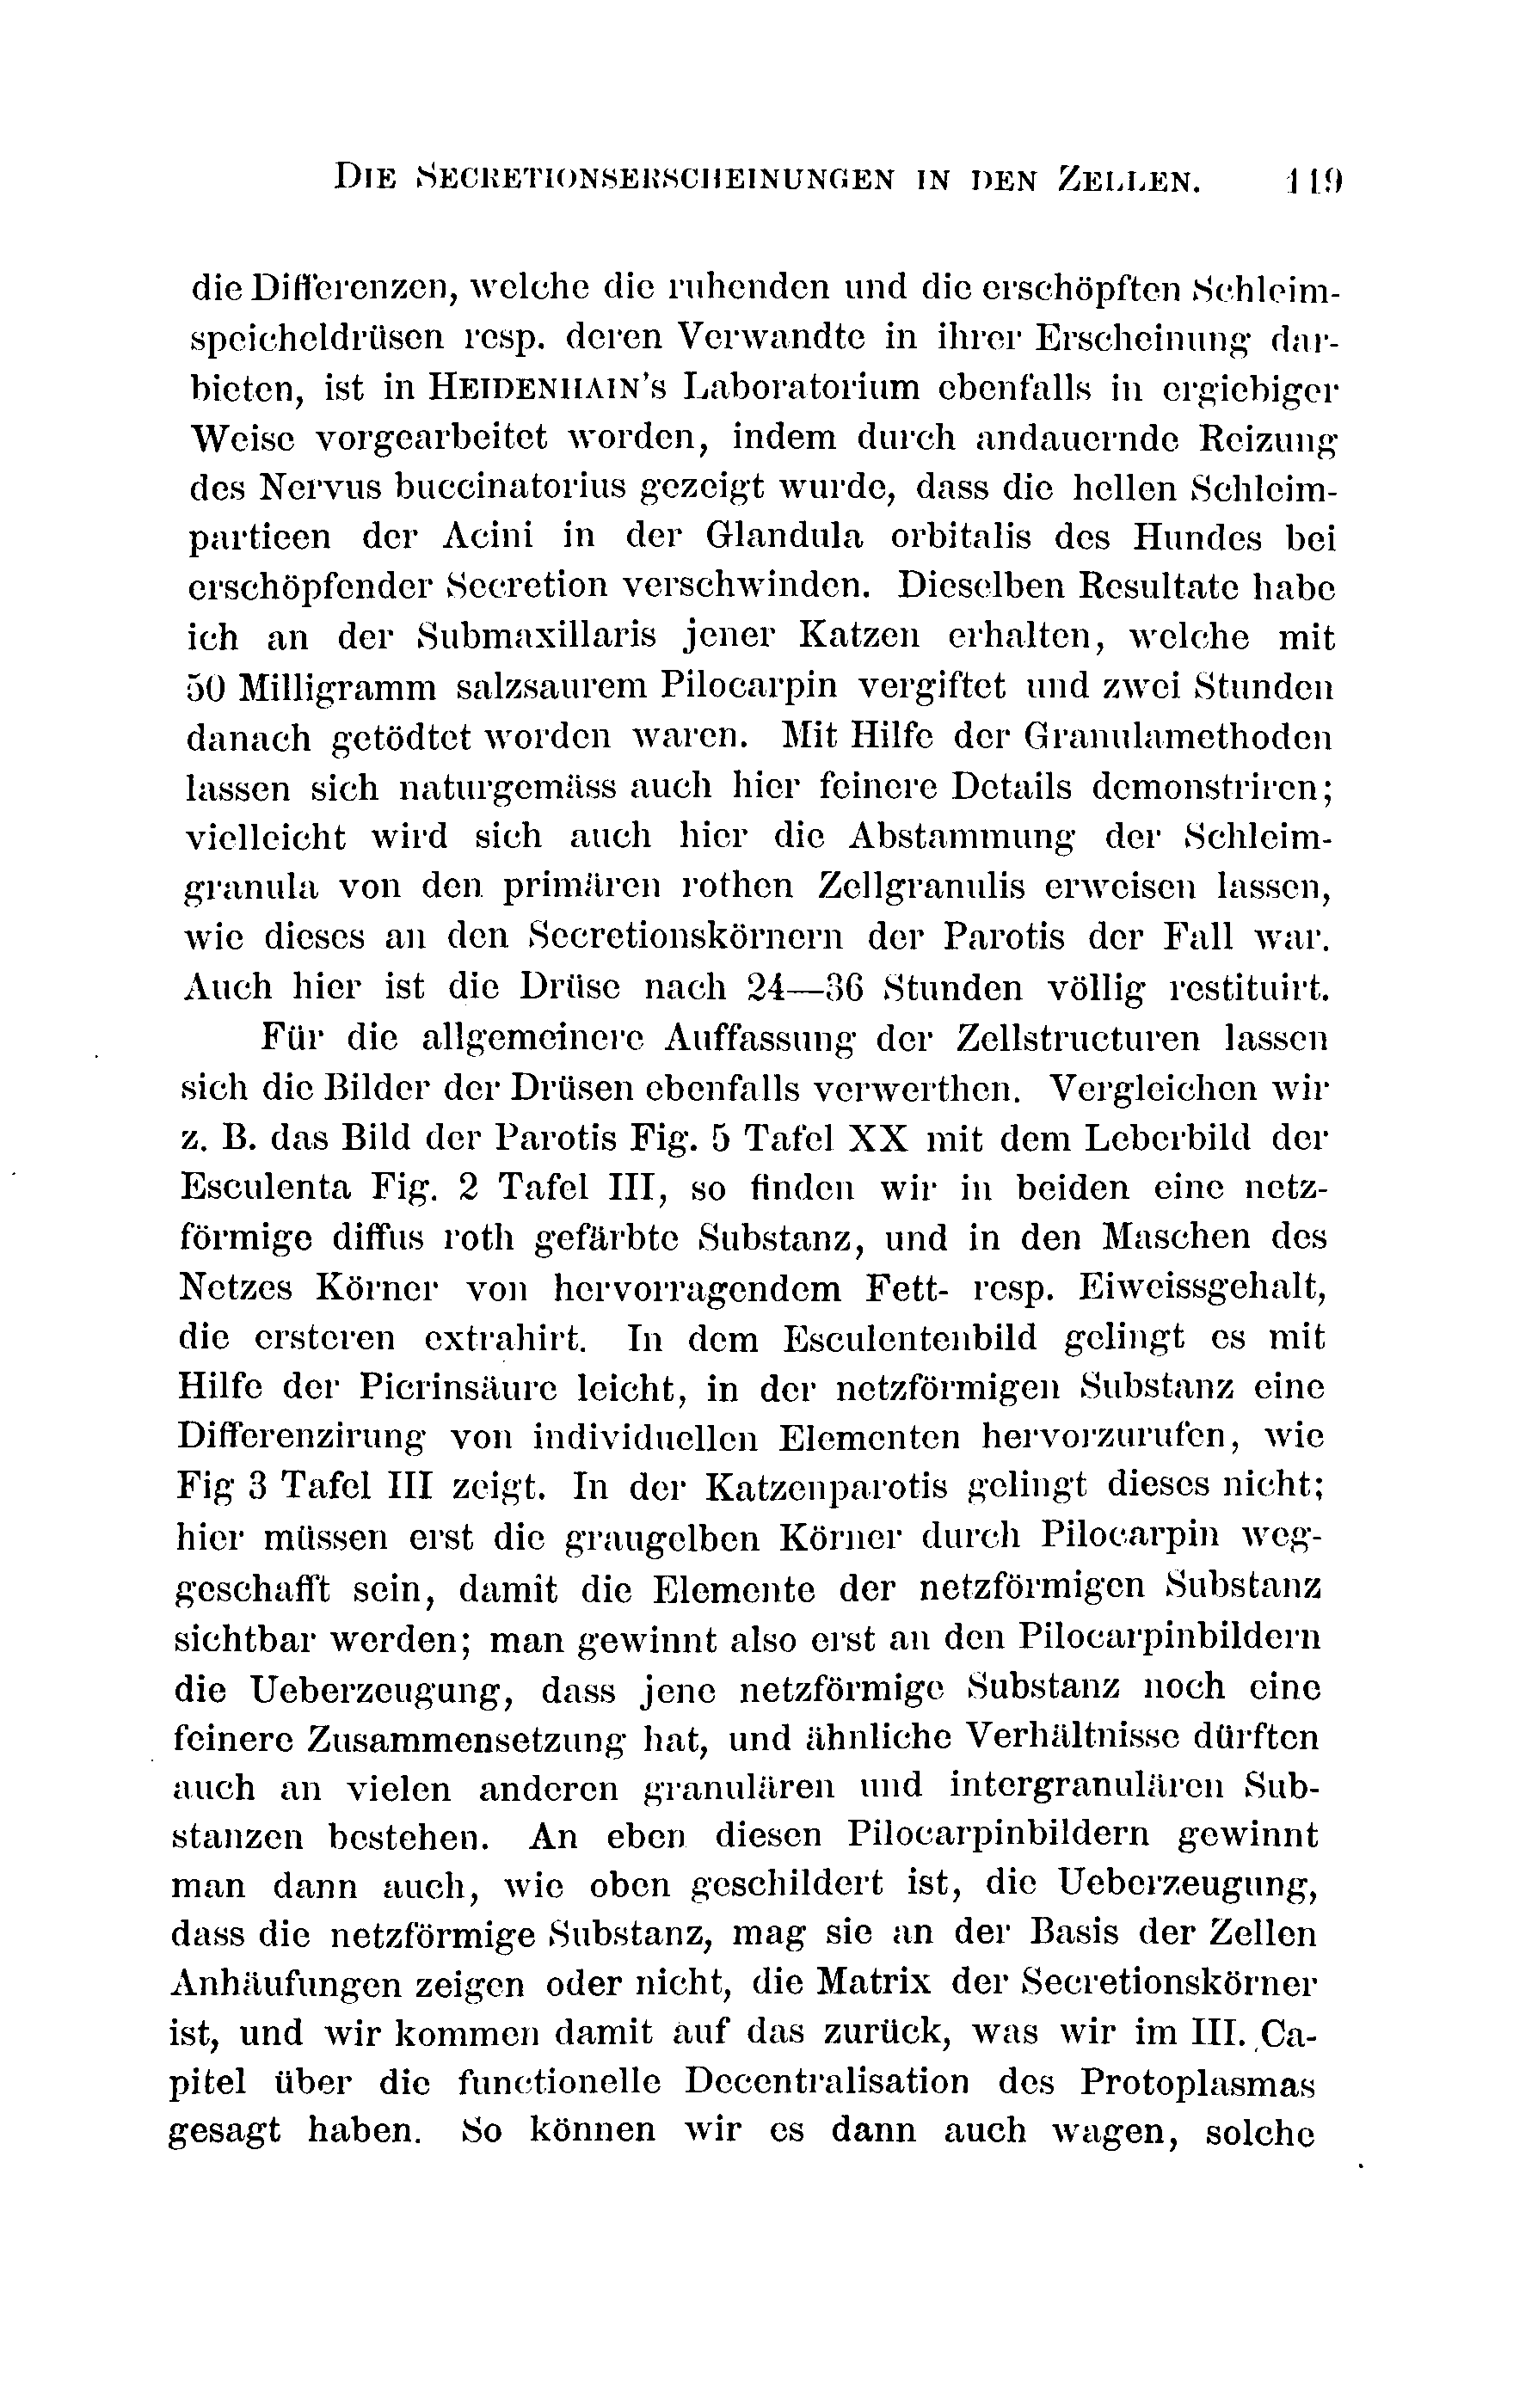 DIE SECRETIONSERSCHEINUNGEN IN DEN ZELLEN. 119
die Differenzen, welche die ruhenden und die erschöpften Schleim-
speicheldrüsen resp. deren Verwandte in ihrer Erscheinung dar-
bieten, ist in HEIDENHAIN's Laboratorium ebenfalls in ergiebiger
Weise vorgearbeitet worden, indem durch andauernde Reizung
des Nervus buccinatorius gezeigt wurde, dass die hellen Schleim-
particen der Acini in der Glandula orbitalis des Hundes bei
erschöpfender Secretion verschwinden. Dieselben Resultate habe
ich an der Submaxillaris jener Katzen erhalten, welche mit
50 Milligramm salzsaurem Pilocarpin vergiftet und zwei Stunden
danach getödtet worden waren. Mit Hilfe der Granulamethoden
lassen sich naturgemäss auch hier feinere Details demonstriren;
vielleicht wird sich auch hier die Abstammung der Schleim-
granula von den primären rothen Zellgranulis erweisen lassen,
wie dieses an den Secretionskörnern der Parotis der Fall war.
Auch hier ist die Drüse nach 24—36 Stunden völlig restituirt.
Für die allgemeinere Auffassung der Zellstructuren lassen
sich die Bilder der Drüsen ebenfalls verwerthen. Vergleichen wir
z. B. das Bild der Parotis Fig. 5 Tafel XX mit dem Leberbild der
Esculenta Fig. 2 Tafel III, so finden wir in beiden eine netz-
förmige diffus roth gefärbte Substanz, und in den Maschen des
Netzes Körner von hervorragendem Fett- resp. Eiweissgehalt,
die ersteren extrahirt. In dem Esculentenbild gelingt es mit
Hilfe der Picrinsäure leicht, in der netzförmigen Substanz eine
Differenzirung von individuellen Elementen hervorzurufen, wie
Fig 3 Tafel III zeigt. In der Katzenparotis gelingt dieses nicht;
hier müssen erst die graugelben Körner durch Pilocarpin weg-
geschafft sein, damit die Elemente der netzförmigen Substanz
sichtbar werden; man gewinnt also erst an den Pilocarpinbildern
die Ueberzeugung, dass jene netzförmige Substanz noch eine
feinere Zusammensetzung hat, und ähnliche Verhältnisse dürften
auch an vielen anderen granulären und intergranulären Sub-
stanzen bestehen. An eben diesen Pilocarpinbildern gewinnt
man dann auch, wie oben geschildert ist, die Ueberzeugung,
dass die netzförmige Substanz, mag sie an der Basis der Zellen
Anhäufungen zeigen oder nicht, die Matrix der Secretionskörner
ist, und wir kommen damit auf das zurück, was wir im III. Ca-
pitel über die functionelle Decentralisation des Protoplasmas
gesagt haben. So können wir es dann auch wagen, solche